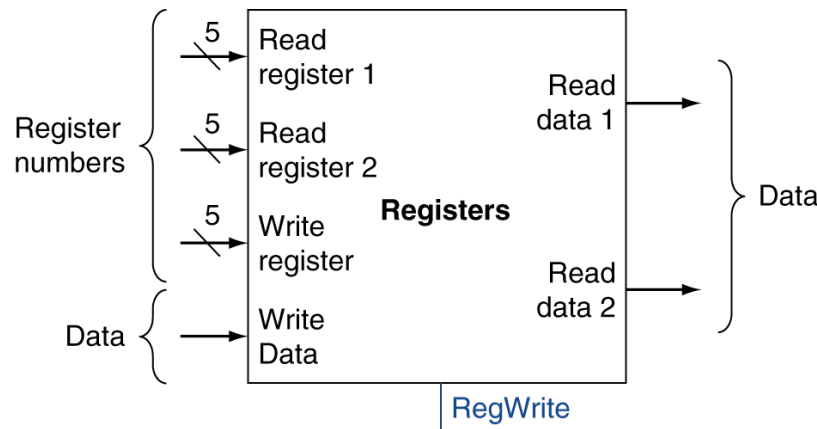 Register
numbers
Data
5
Read
register 1
5
Read
register 2
5
Write
register
Write
Data
Registers
Read
data 1
Read
data 2
Data
RegWrite